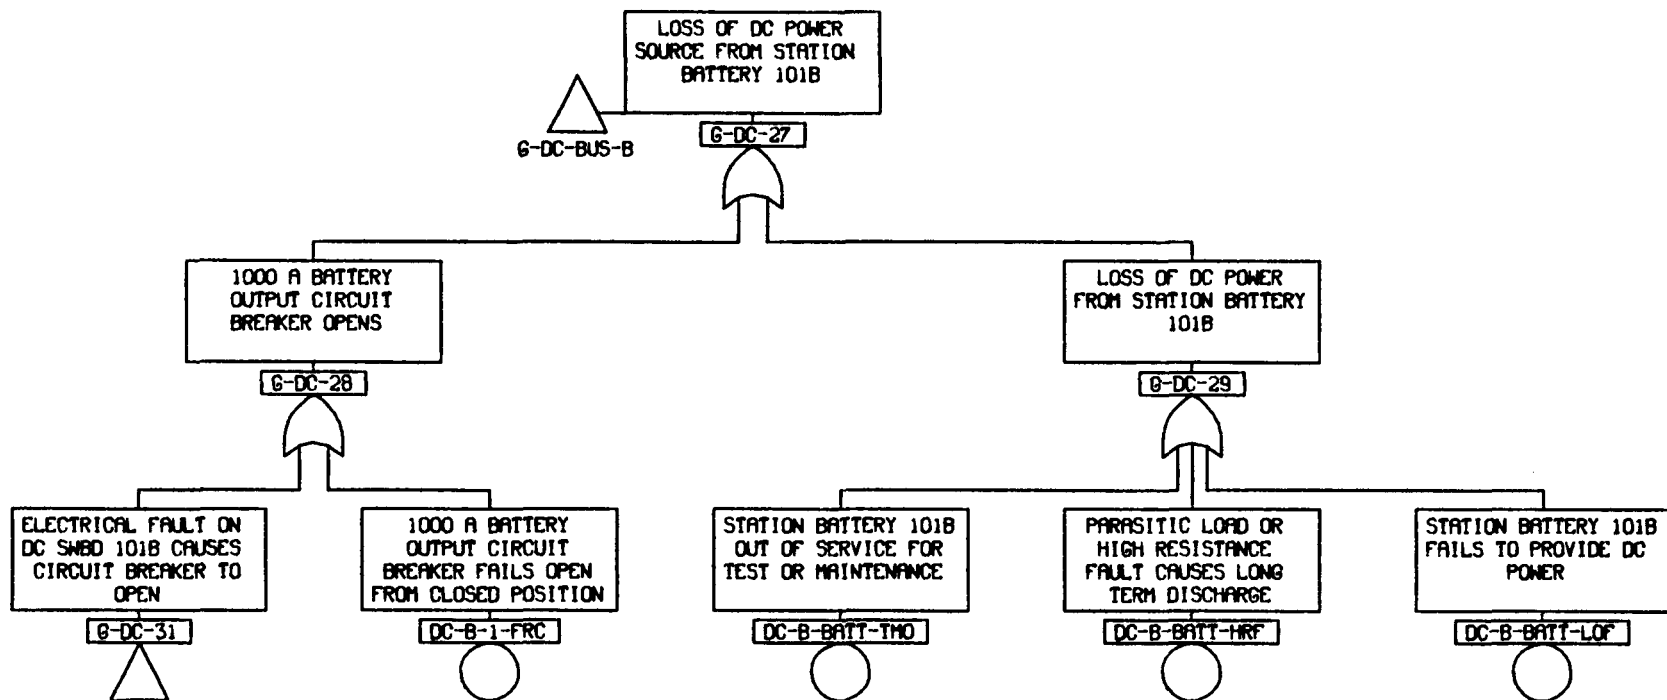 LOSS OF DC POWER
SOURCE FROM STATION
BATTERY 101B
G-DC-BUS-B
G-DC-27
1000 A BATTERY
OUTPUT CIRCUIT
BREAKER OPENS
G-DC-28
LOSS OF DC POWER
FROM STATION BATTERY
101B
G-DC-29
ELECTRICAL FAULT ON
DC SWBD 101B CAUSES
CIRCUIT BREAKER TO
OPEN
G-DC-31
1000 A BATTERY
OUTPUT CIRCUIT
BREAKER FAILS OPEN
FROM CLOSED POSITION
DC-B-1-FRC
STATION BATTERY 101B
OUT OF SERVICE FOR
TEST OR MAINTENANCE
DC-B-BATT-TMO
PARASITIC LOAD OR
HIGH RESISTANCE
FAULT CAUSES LONG
TERM DISCHARGE
DC-B-BATT-HRF
STATION BATTERY 101B
FAILS TO PROVIDE DC
POWER
DC-B-BATT-LOF